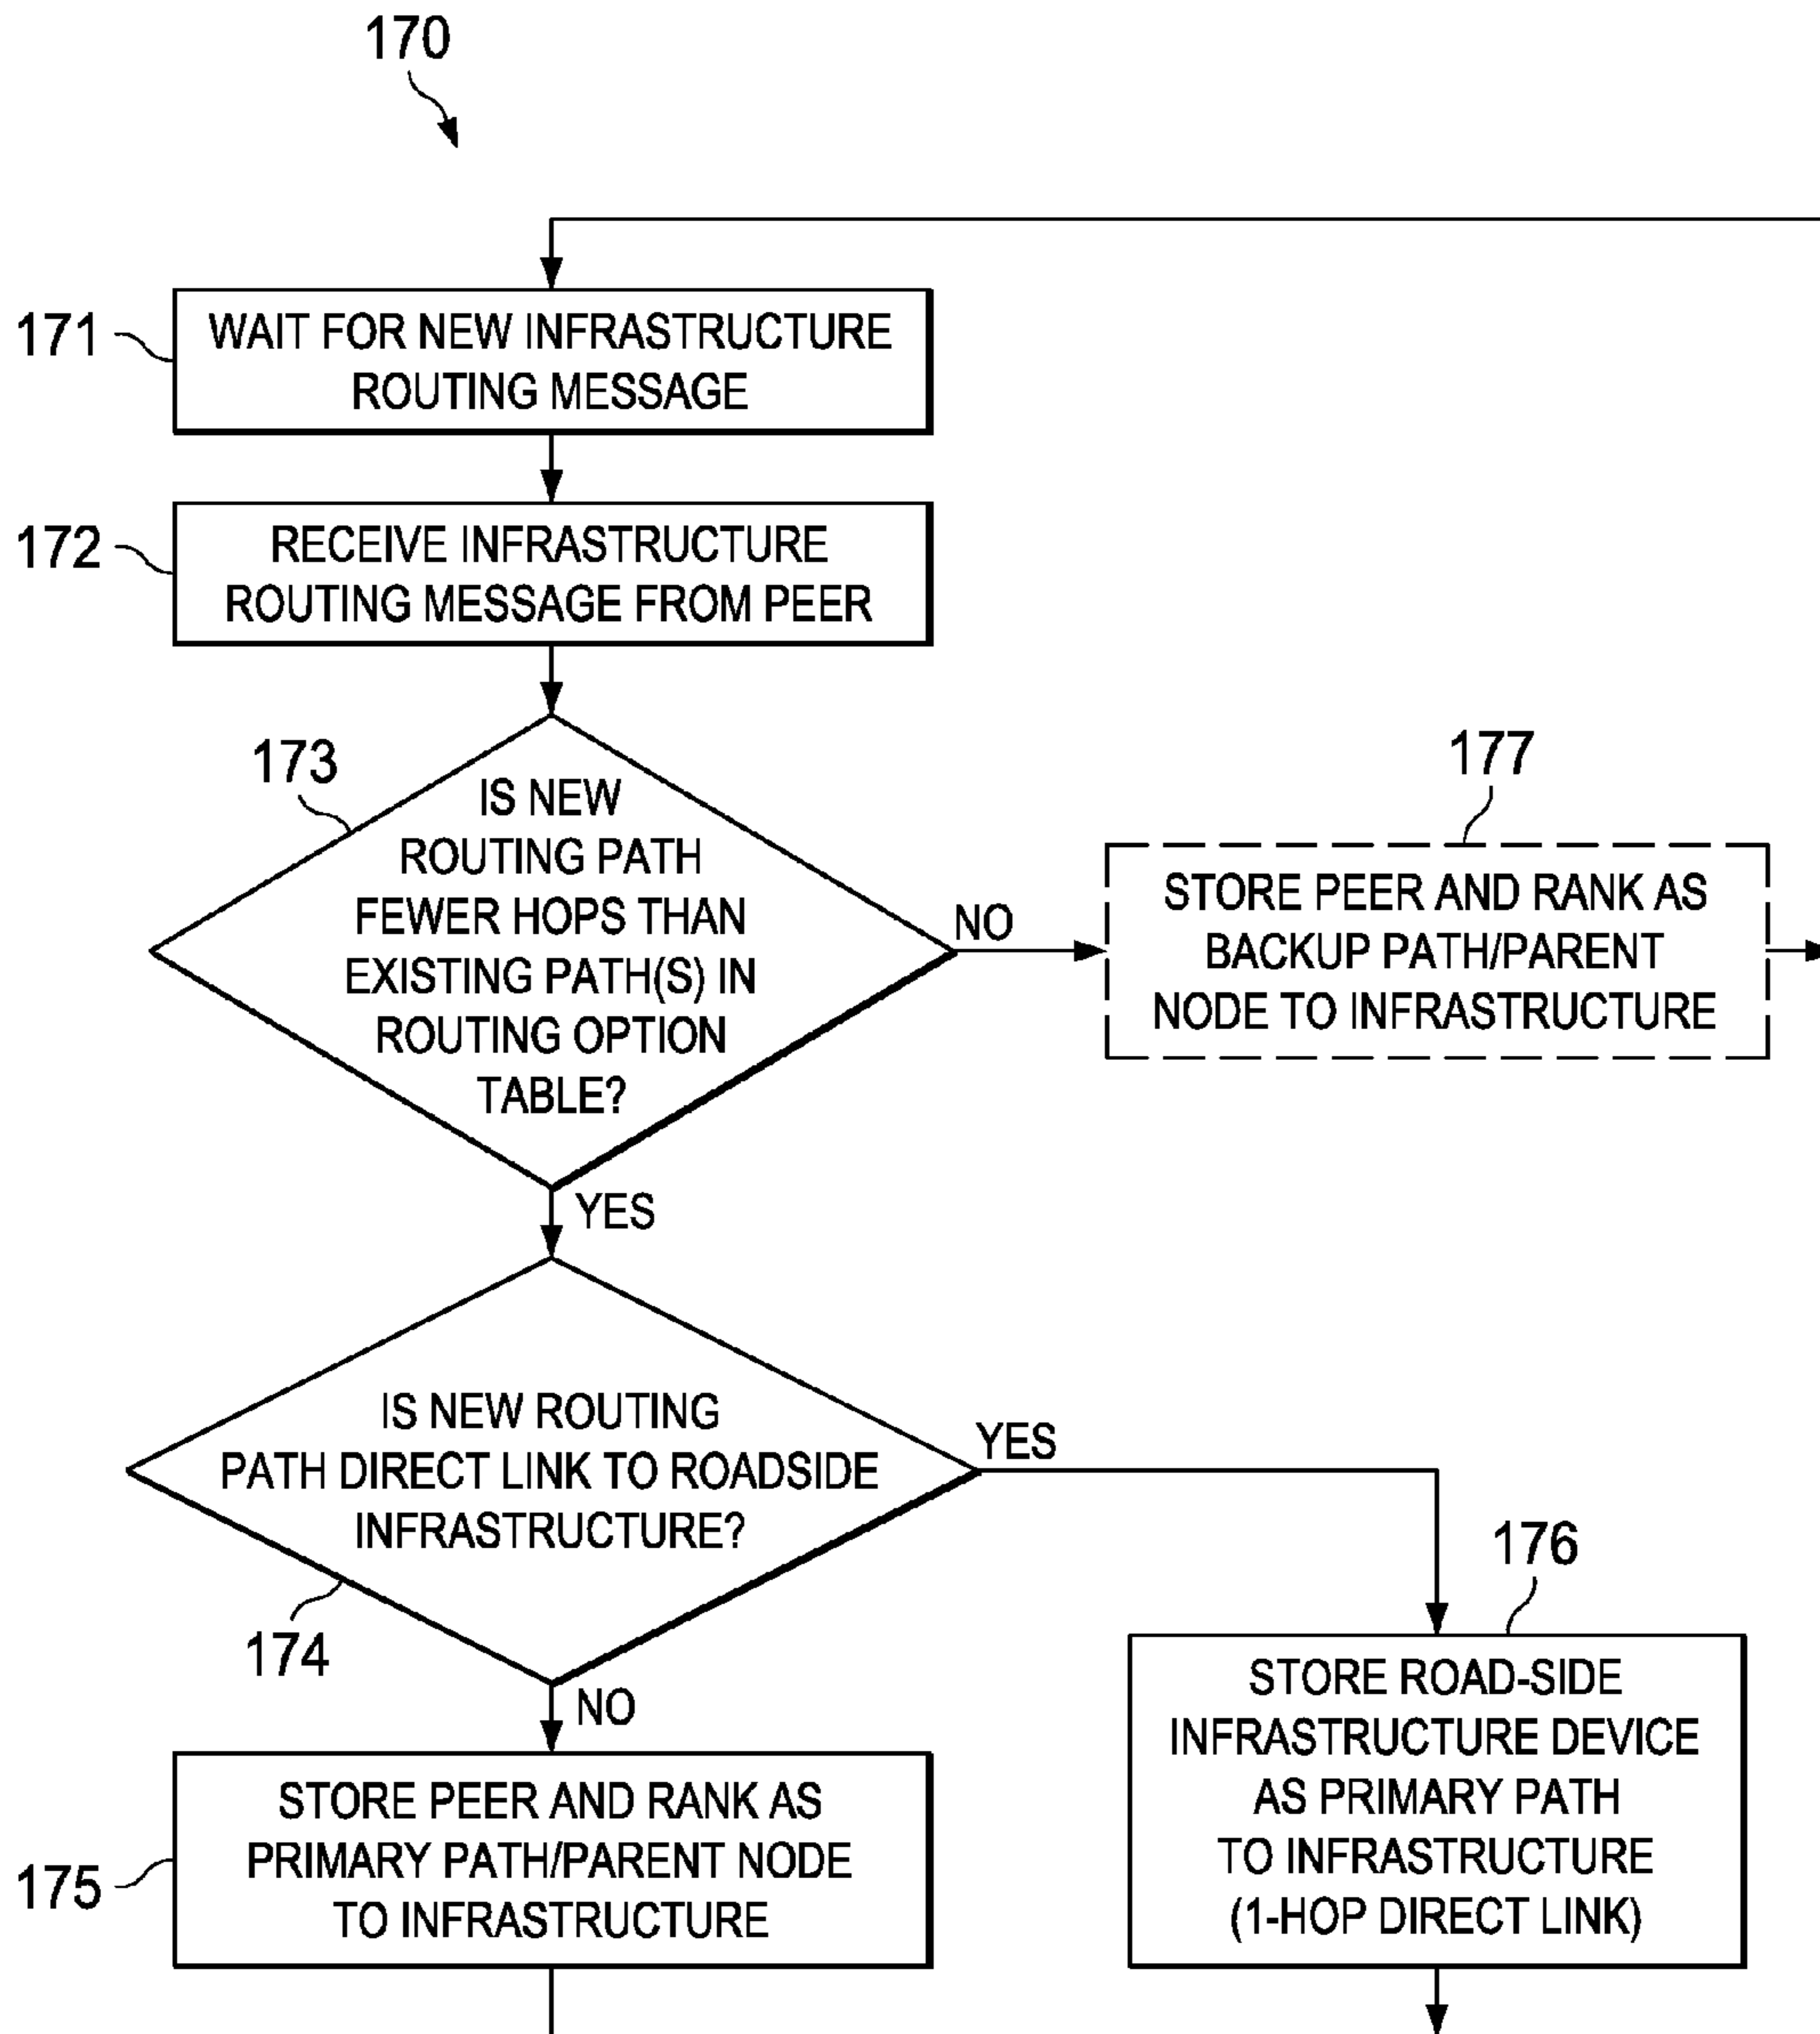 170
171
WAIT FOR NEW INFRASTRUCTURE
ROUTING MESSAGE
172
RECEIVE INFRASTRUCTURE
ROUTING MESSAGE FROM PEER
173
IS NEW
ROUTING PATH
FEWER HOPS THAN
EXISTING PATH(S) IN
ROUTING OPTION
TABLE?
NO
177
STORE PEER AND RANK AS
BACKUP PATH/PARENT
NODE TO INFRASTRUCTURE
YES
IS NEW ROUTING
PATH DIRECT LINK TO ROADSIDE
INFRASTRUCTURE?
YES
174
NO
176
STORE ROAD-SIDE
INFRASTRUCTURE DEVICE
AS PRIMARY PATH
TO INFRASTRUCTURE
(1-HOP DIRECT LINK)
175
STORE PEER AND RANK AS
PRIMARY PATH/PARENT NODE
TO INFRASTRUCTURE